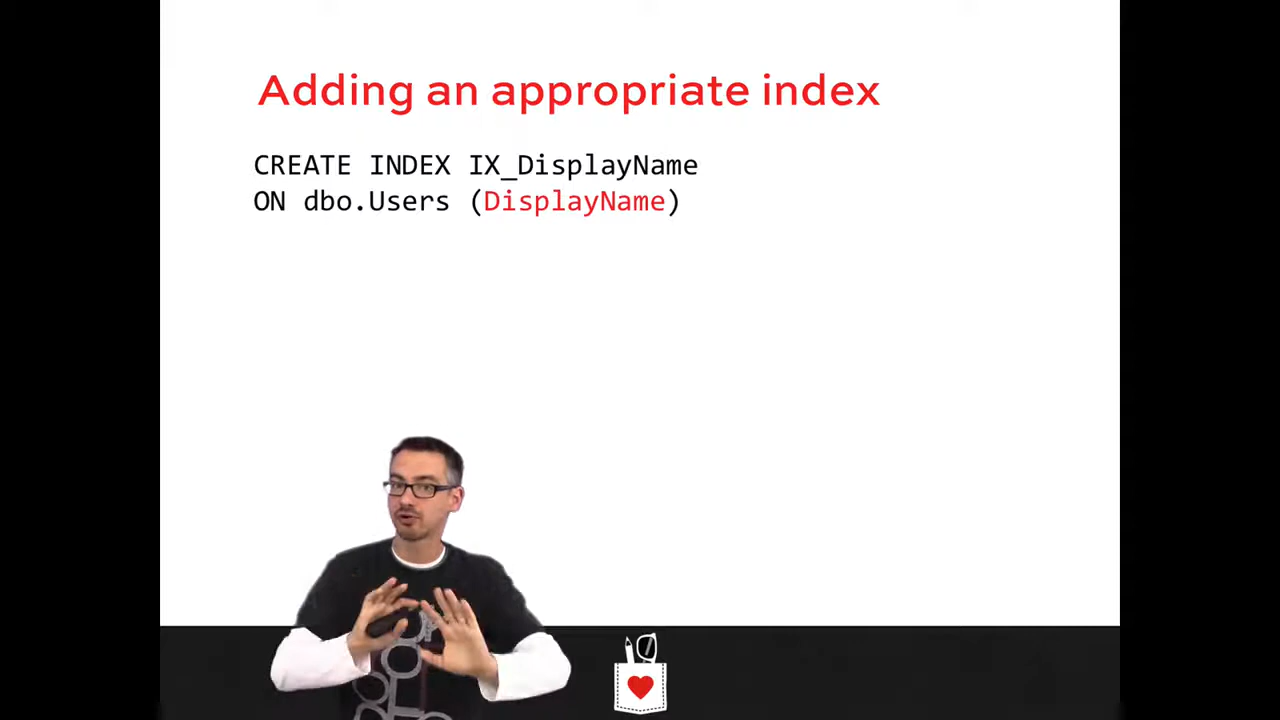 Adding an appropriate index
CREATE INDEX IX_DisplayName
ON dbo.Users (DisplayName)